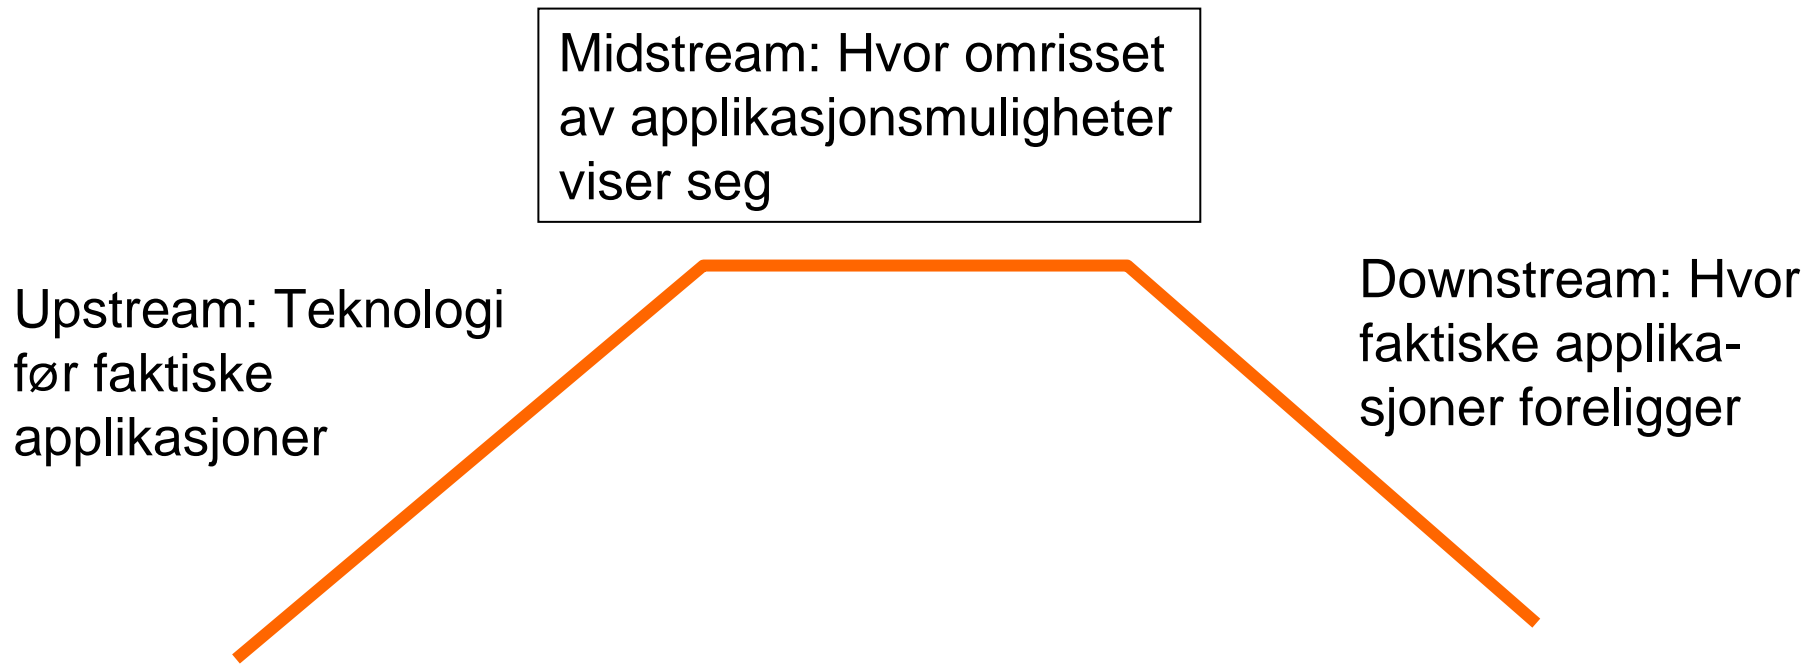 Midstream: Hvor omrisset
av applikasjonsmuligheter
viser seg
Upstream: Teknologi
før faktiske
applikasjoner
Downstream: Hvor
faktiske applika-
sjoner foreligger